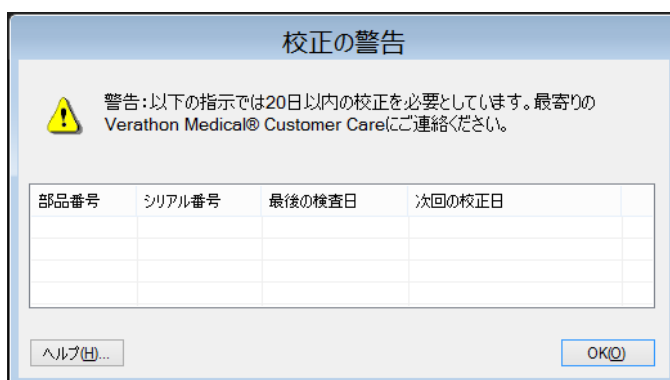 校正の警告
警告:以下の指示では20日以内の校正を必要としています。最寄りの
Verathon Medical® Customer Careにご連絡ください。
部品番号 シリアル番号 最後の検査日 次回の校正日
ヘルプ(H)... OK(O)